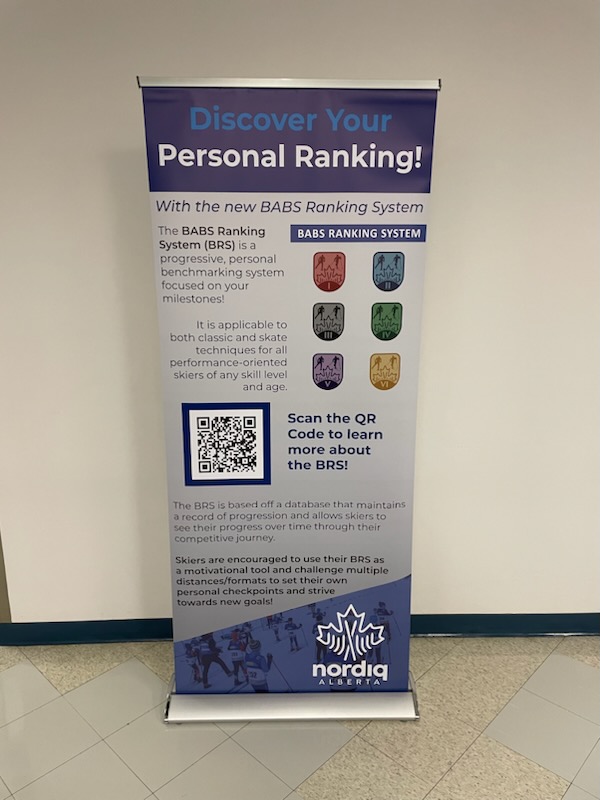 Discover Your
Personal Ranking!
With the new BABS Ranking System
The BABS Ranking
System (BRS) is a
progressive, personal
benchmarking system
focused on your
milestones!
It is applicable to
both classic and skate
techniques for all
performance-oriented
skiers of any skill level
and age.
BABS RANKING SYSTEM
I
II
III
IV
V
VI
Scan the QR
Code to learn
more about
the BRS!
The BRS is based off a database that maintains
a record of progression and allows skiers to
see their progress over time through their
competitive journey.
Skiers are encouraged to use their BRS as
a motivational tool and challenge multiple
distances/formats to set their own
personal checkpoints and strive
towards new goals!
nordiq
ALBERTA